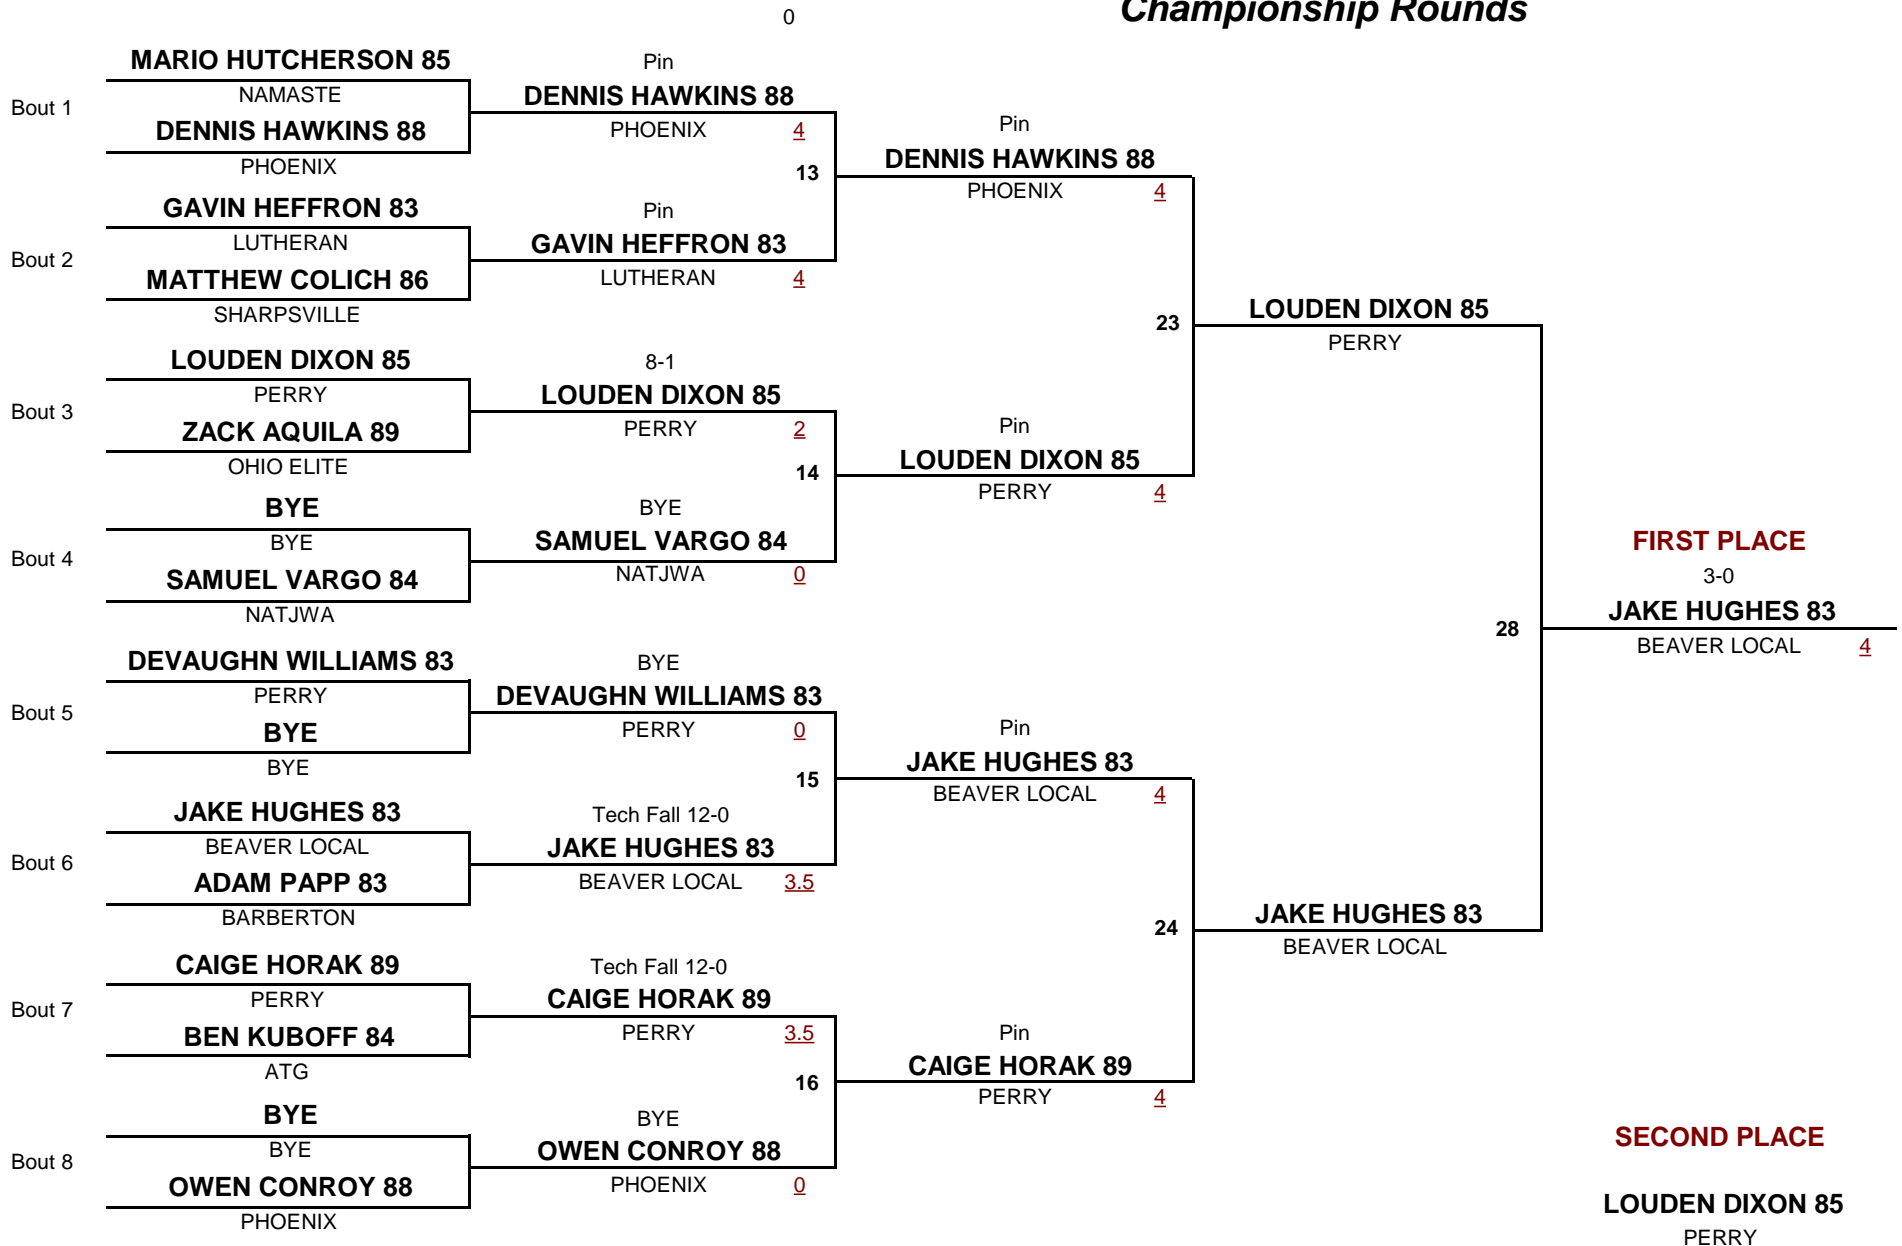 Championship Rounds
0
MARIO HUTCHERSON 85
Bout 1
NAMASTE
DENNIS HAWKINS 88
PHOENIX
GAVIN HEFFRON 83
Bout 2
LUTHERAN
MATTHEW COLICH 86
SHARPSVILLE
LOUDEN DIXON 85
Bout 3
PERRY
ZACK AQUILA 89
OHIO ELITE
BYE
Bout 4
BYE
SAMUEL VARGO 84
NATJWA
DEVAUGHN WILLIAMS 83
Bout 5
PERRY
BYE
BYE
JAKE HUGHES 83
Bout 6
BEAVER LOCAL
ADAM PAPP 83
BARBERTON
CAIGE HORAK 89
Bout 7
PERRY
BEN KUBOFF 84
ATG
BYE
Bout 8
BYE
OWEN CONROY 88
PHOENIX
Pin
DENNIS HAWKINS 88
PHOENIX 4
13
Pin
GAVIN HEFFRON 83
LUTHERAN 4
8-1
LOUDEN DIXON 85
PERRY 2
14
BYE
SAMUEL VARGO 84
NATJWA 0
BYE
DEVAUGHN WILLIAMS 83
PERRY 0
15
Tech Fall 12-0
JAKE HUGHES 83
BEAVER LOCAL 3.5
Tech Fall 12-0
CAIGE HORAK 89
PERRY 3.5
16
BYE
OWEN CONROY 88
PHOENIX 0
Pin
DENNIS HAWKINS 88
PHOENIX 4
23
Pin
LOUDEN DIXON 85
PERRY 4
Pin
JAKE HUGHES 83
BEAVER LOCAL 4
24
Pin
CAIGE HORAK 89
PERRY 4
LOUDEN DIXON 85
PERRY
28
JAKE HUGHES 83
BEAVER LOCAL
FIRST PLACE
3-0
JAKE HUGHES 83
BEAVER LOCAL 4
SECOND PLACE
LOUDEN DIXON 85
PERRY